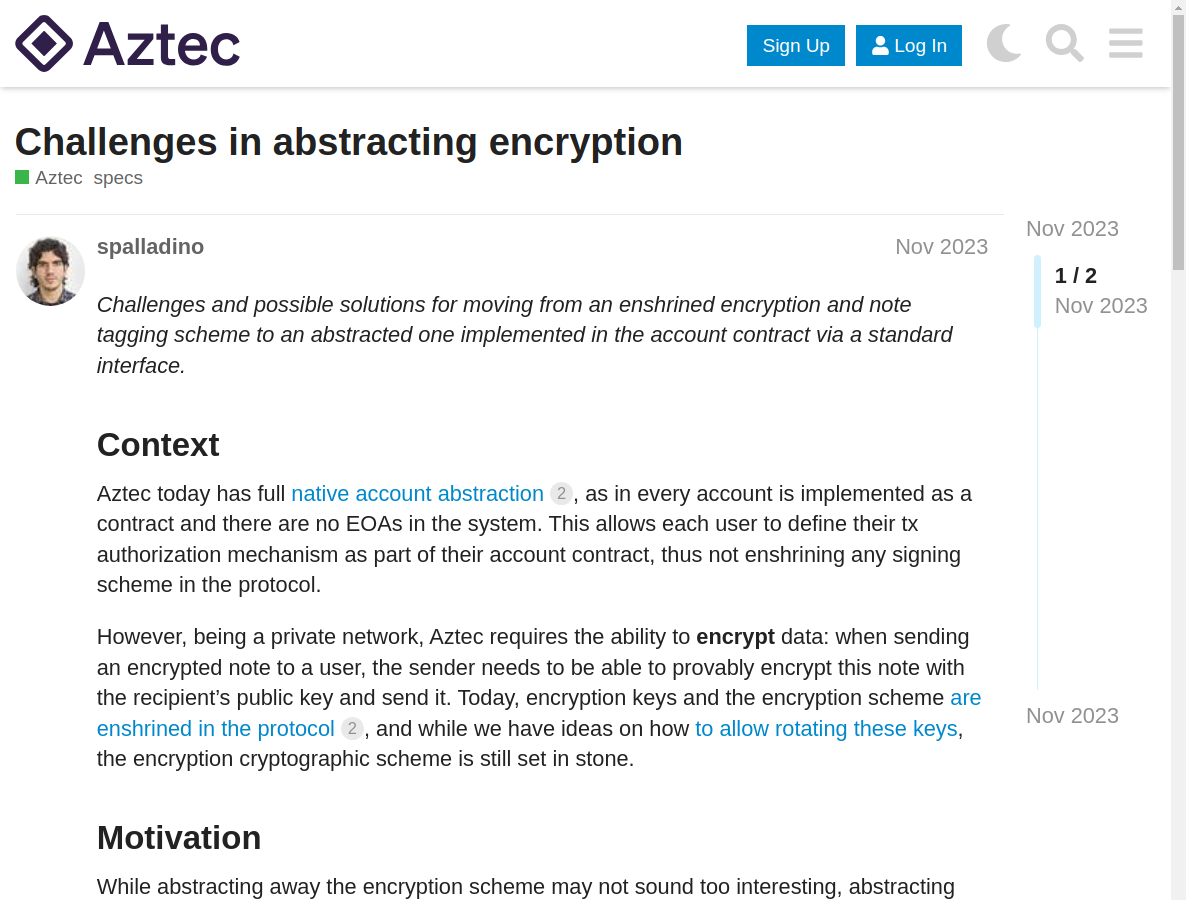 Aztec
Sign Up
Log In
Challenges in abstracting encryption
Aztec specs
spalladino
Nov 2023
Challenges and possible solutions for moving from an enshrined encryption and note
tagging scheme to an abstracted one implemented in the account contract via a standard
interface.
Context
Aztec today has full native account abstraction 2, as in every account is implemented as a
contract and there are no EOAs in the system. This allows each user to define their tx
authorization mechanism as part of their account contract, thus not enshrining any signing
scheme in the protocol.
However, being a private network, Aztec requires the ability to encrypt data: when sending
an encrypted note to a user, the sender needs to be able to provably encrypt this note with
the recipient’s public key and send it. Today, encryption keys and the encryption scheme are
enshrined in the protocol 2, and while we have ideas on how to allow rotating these keys,
the encryption cryptographic scheme is still set in stone.
Motivation
While abstracting away the encryption scheme may not sound too interesting, abstracting
Nov 2023
1 / 2
Nov 2023
Nov 2023